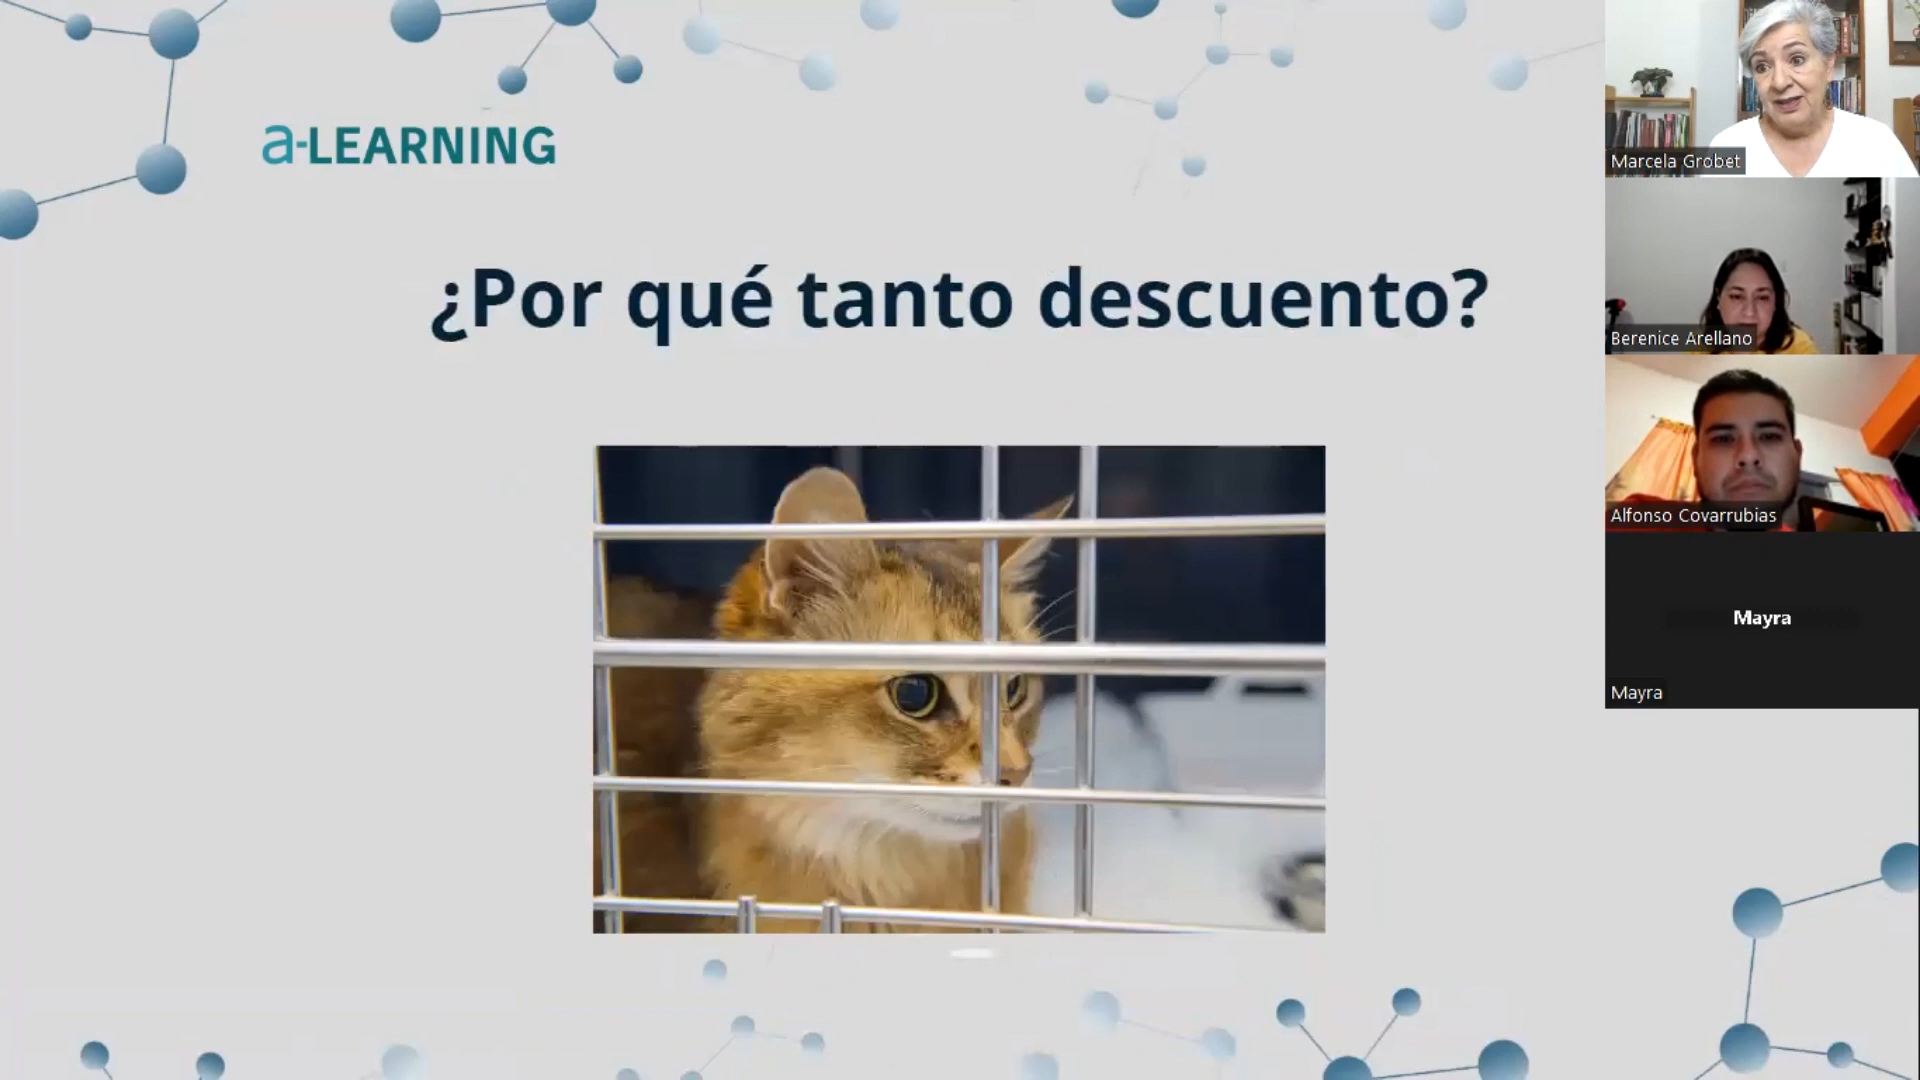 a-LEARNING
¿Por qué tanto descuento?
Marcela Grobet
Berenice Arellano
Alfonso Covarrubias
Mayra
Mayra